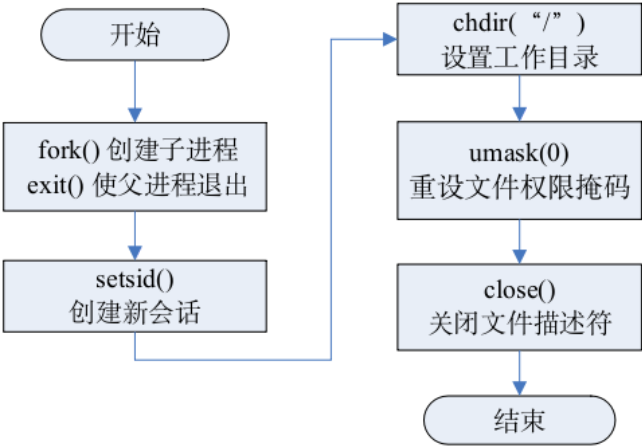 开始
fork() 创建子进程
exit() 使父进程退出
setsid()
创建新会话
chdir(“/”)
设置工作目录
umask(0)
重设文件权限掩码
close()
关闭文件描述符
结束